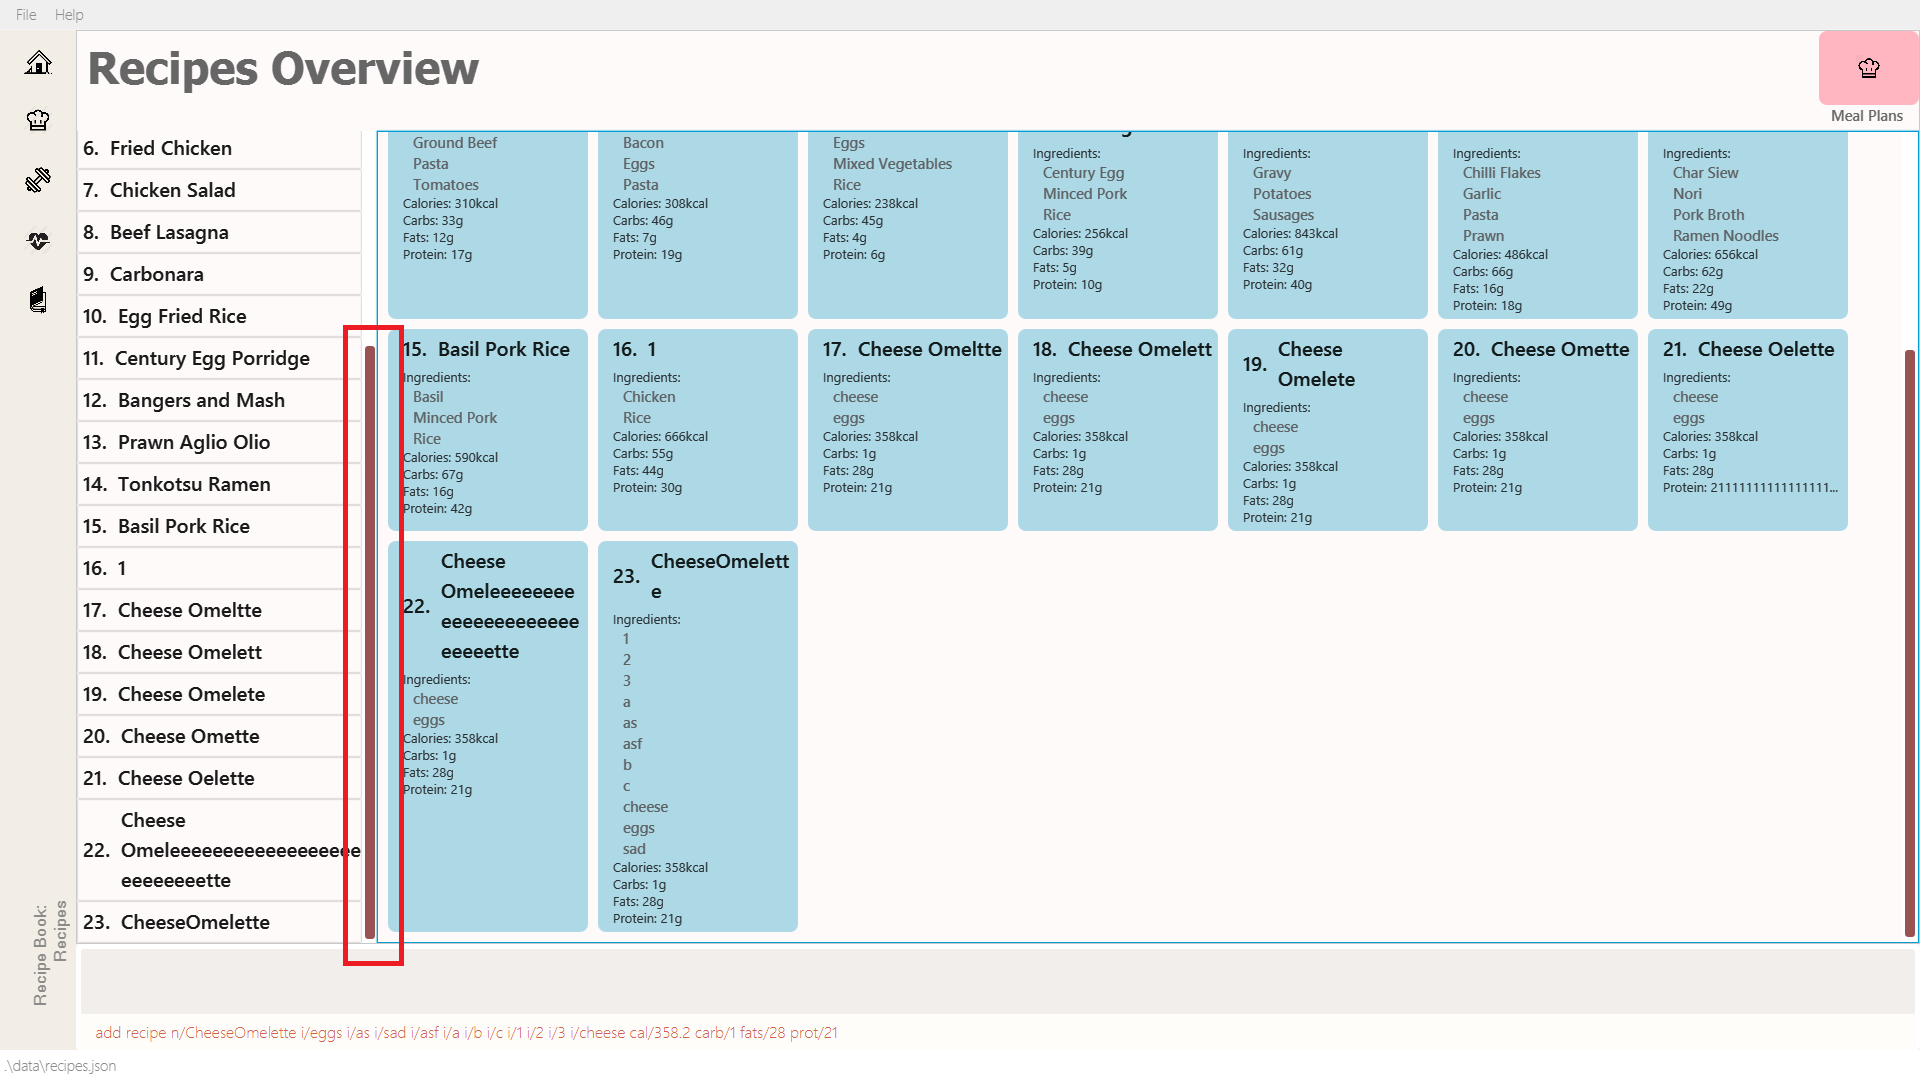 File Help
Recipes Overview
Meal Plans
6. Fried Chicken
7. Chicken Salad
8. Beef Lasagna
9. Carbonara
10. Egg Fried Rice
11. Century Egg Porridge
12. Bangers and Mash
13. Prawn Aglio Olio
14. Tonkotsu Ramen
15. Basil Pork Rice
16. 1
17. Cheese Omeltte
18. Cheese Omelett
19. Cheese Omelete
20. Cheese Omette
21. Cheese Oelette
22. Cheese
Omeleeeeeeeeeeeeeeeeee
eeeeeeeette
23. CheeseOmelette
Ground Beef
Pasta
Tomatoes
Calories: 310kcal
Carbs: 33g
Fats: 12g
Protein: 17g
Bacon
Eggs
Pasta
Calories: 308kcal
Carbs: 46g
Fats: 7g
Protein: 19g
Eggs
Mixed Vegetables
Rice
Calories: 238kcal
Carbs: 45g
Fats: 4g
Protein: 6g
Ingredients:
Century Egg
Minced Pork
Rice
Calories: 256kcal
Carbs: 39g
Fats: 5g
Protein: 10g
Ingredients:
Gravy
Potatoes
Sausages
Calories: 843kcal
Carbs: 61g
Fats: 32g
Protein: 40g
Ingredients:
Chilli Flakes
Garlic
Pasta
Prawn
Calories: 486kcal
Carbs: 66g
Fats: 16g
Protein: 18g
Ingredients:
Char Siew
Nori
Pork Broth
Ramen Noodles
Calories: 656kcal
Carbs: 62g
Fats: 22g
Protein: 49g
15. Basil Pork Rice
Ingredients:
Basil
Minced Pork
Rice
Calories: 590kcal
Carbs: 67g
Fats: 16g
Protein: 42g
16. 1
Ingredients:
Chicken
Rice
Calories: 666kcal
Carbs: 55g
Fats: 44g
Protein: 30g
17. Cheese Omeltte
Ingredients:
cheese
eggs
Calories: 358kcal
Carbs: 1g
Fats: 28g
Protein: 21g
18. Cheese Omelett
Ingredients:
cheese
eggs
Calories: 358kcal
Carbs: 1g
Fats: 28g
Protein: 21g
19. Cheese
Omelete
Ingredients:
cheese
eggs
Calories: 358kcal
Carbs: 1g
Fats: 28g
Protein: 21g
20. Cheese Omette
Ingredients:
cheese
eggs
Calories: 358kcal
Carbs: 1g
Fats: 28g
Protein: 21g
21. Cheese Oelette
Ingredients:
cheese
eggs
Calories: 358kcal
Carbs: 1g
Fats: 28g
Protein: 21111111111111111...
22. Cheese
Omeleeeeeeee
eeeeeeeeeeeee
eeeeette
Ingredients:
cheese
eggs
Calories: 358kcal
Carbs: 1g
Fats: 28g
Protein: 21g
23. CheeseOmelett
e
Ingredients:
1
2
3
a
as
asf
b
c
cheese
eggs
sad
Calories: 358kcal
Carbs: 1g
Fats: 28g
Protein: 21g
Recipe Book:
Recipes
add recipe n/CheeseOmelette i/eggs i/as i/sad i/asf i/a i/b i/c i/1 i/2 i/3 i/cheese cal/358.2 carb/1 fats/28 prot/21
.\data\recipes.json